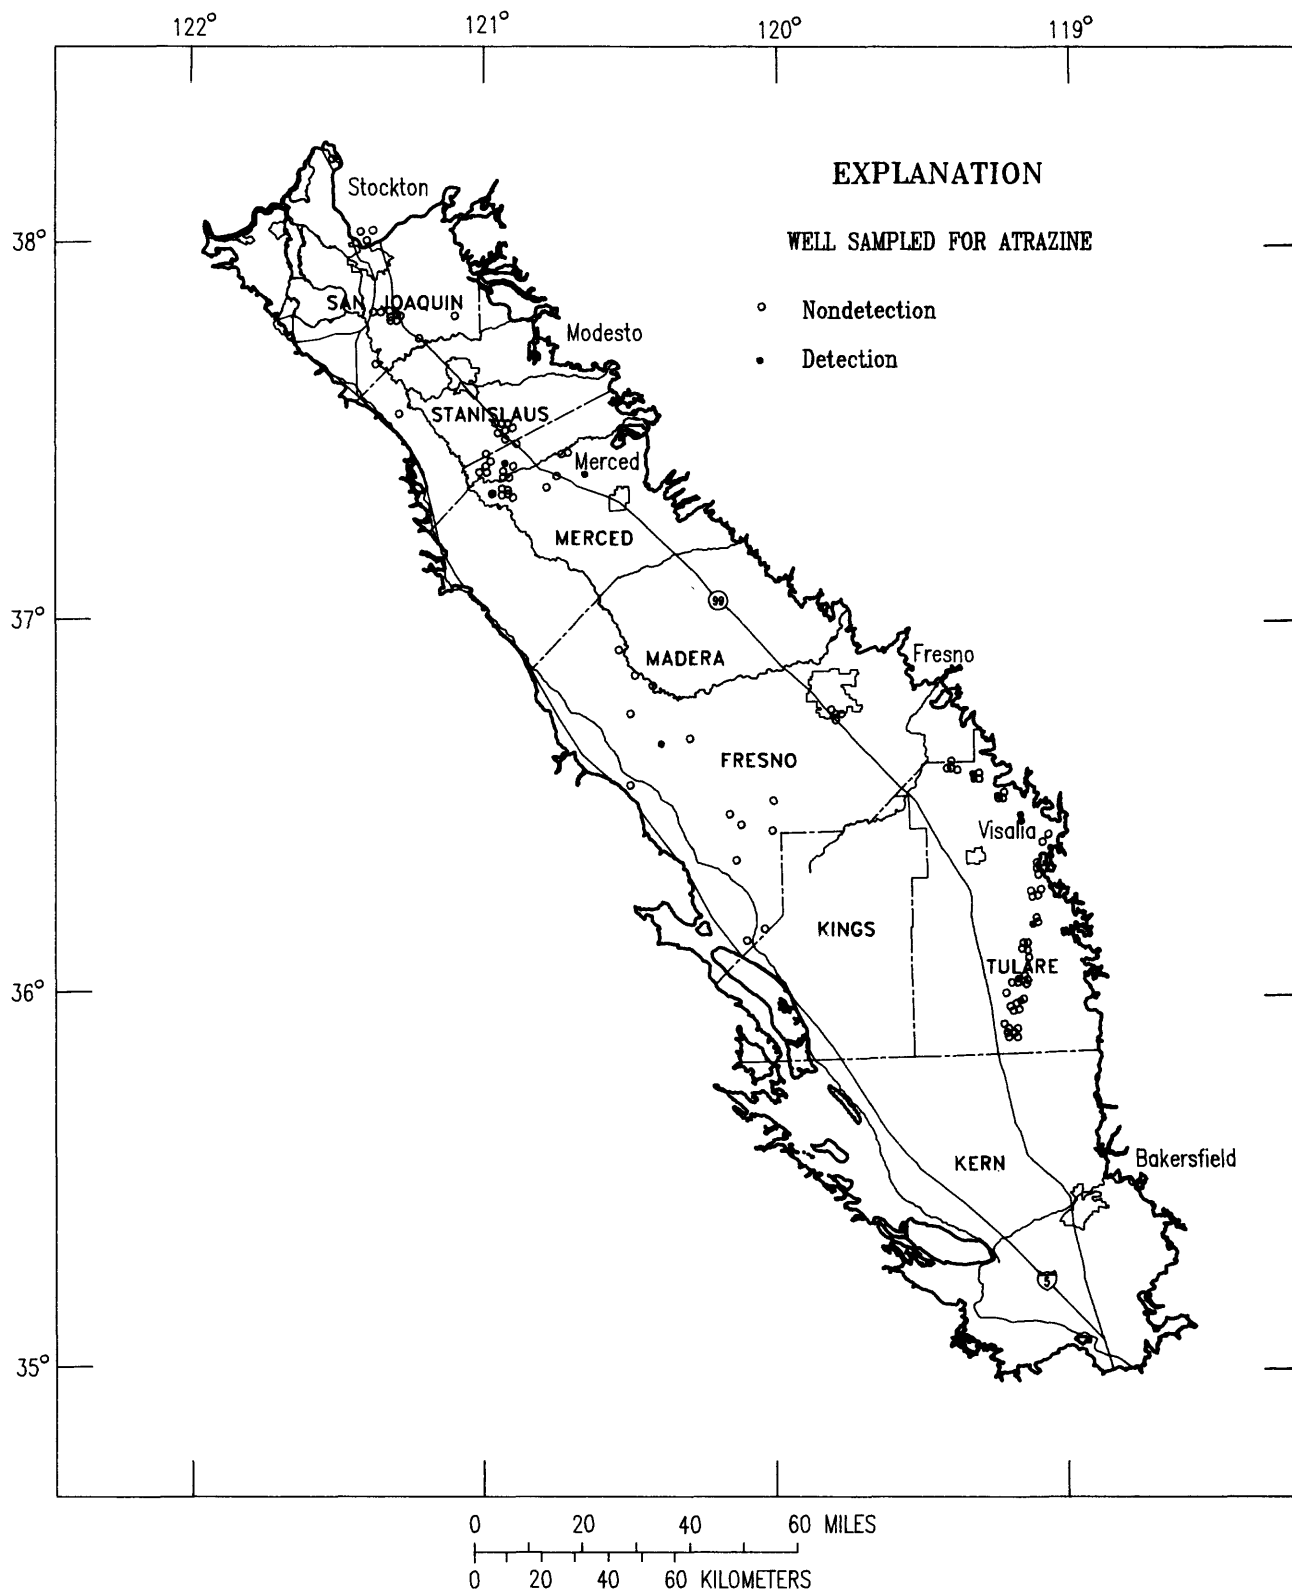 122° 121° 120° 119°
EXPLANATION
Stockton
WELL SAMPLED FOR ATRAZINE
38°
SAN JOAQUIN
Nondetection
Modesto
Detection
STANISLAUS
Merced
MERCED
99
37°
MADERA
Fresno
FRESNO
Visalia
KINGS
TULARE
36°
KERN
Bakersfield
5
35°
0 20 40 60 MILES
0 20 40 60 KILOMETERS